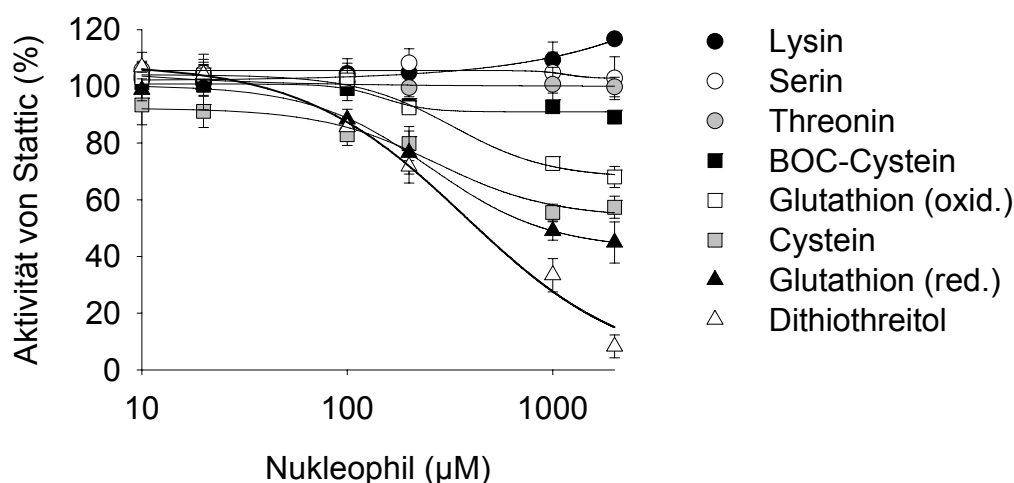 Aktivität von Stattic (%)
120
100
80
60
40
20
0
10
100
1000
Nukleophil (µM)
Lysin
Serin
Threonin
BOC-Cystein
Glutathion (oxid.)
Cystein
Glutathion (red.)
Dithiothreitol